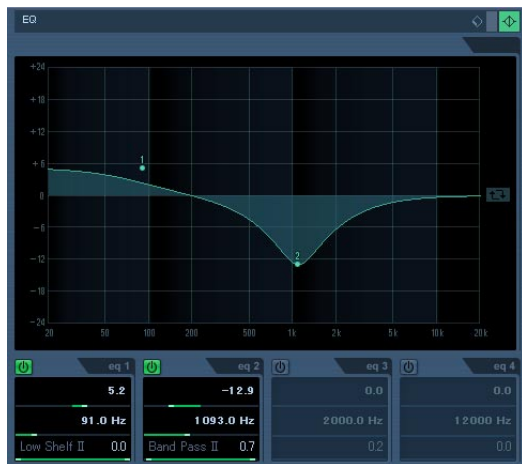 EQ
+24
+18
+12
1
+6
0
-6
2
-12
-18
-24
20 50 100 200 500 1k 2k 5k 10k 20k
eq 1 eq 2 eq 3 eq 4
5.2 -12.9 0.0 0.0
91.0 Hz 1093.0 Hz 2000.0 Hz 12000 Hz
Low Shelf II 0.0 Band Pass II 0.7 0.2 0.0